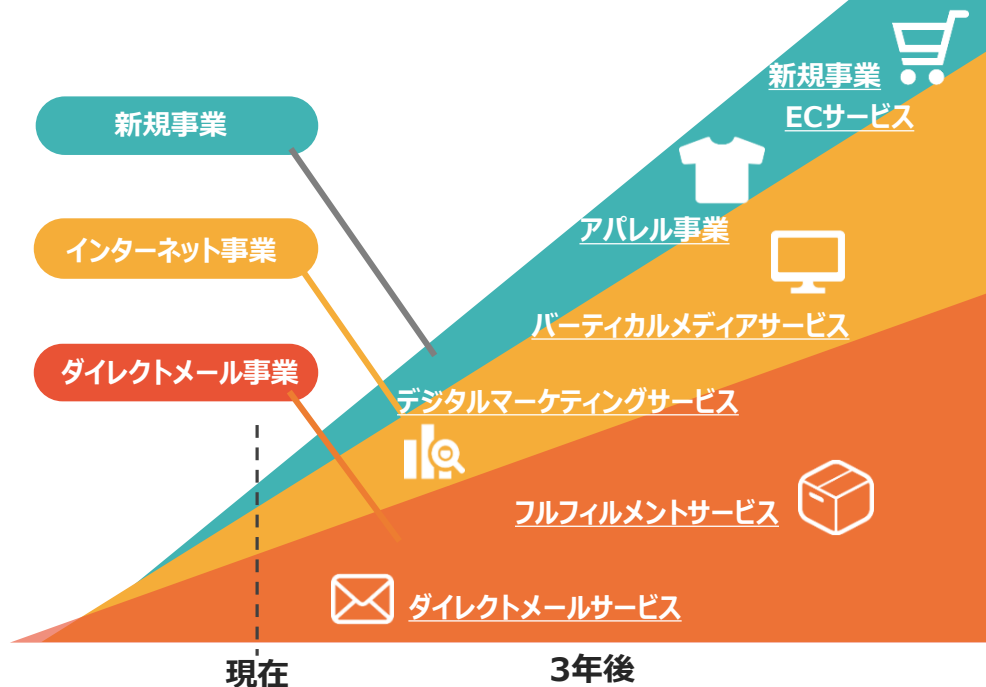 新規事業
ECサービス
新規事業
アパレル事業
インターネット事業
バーティカルメディアサービス
ダイレクトメール事業
デジタルマーケティングサービス
フルフィルメントサービス
ダイレクトメールサービス
現在
3年後